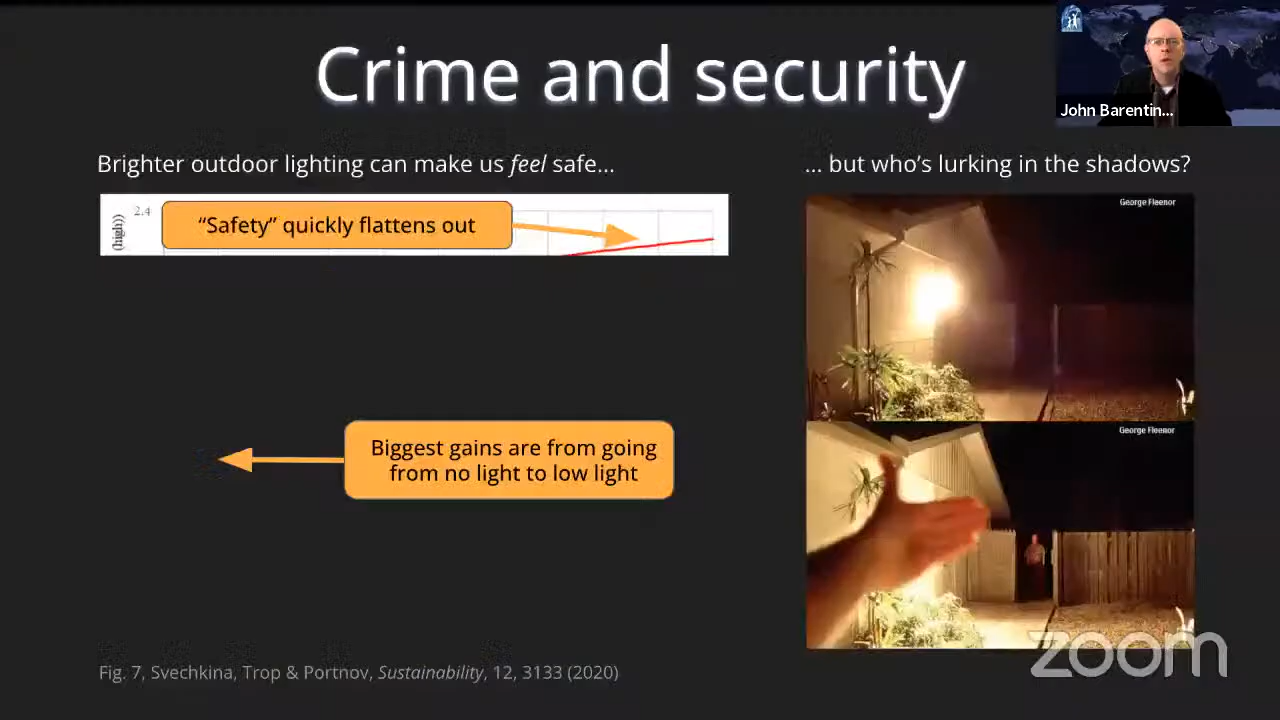 Crime and security
John Barentin...
Brighter outdoor lighting can make us feel safe...
... but who's lurking in the shadows?
(high))
2.4
“Safety” quickly flattens out
George Fleenor
George Fleenor
Biggest gains are from going
from no light to low light
Fig. 7, Svechkina, Trop & Portnov, Sustainability, 12, 3133 (2020)
zoom